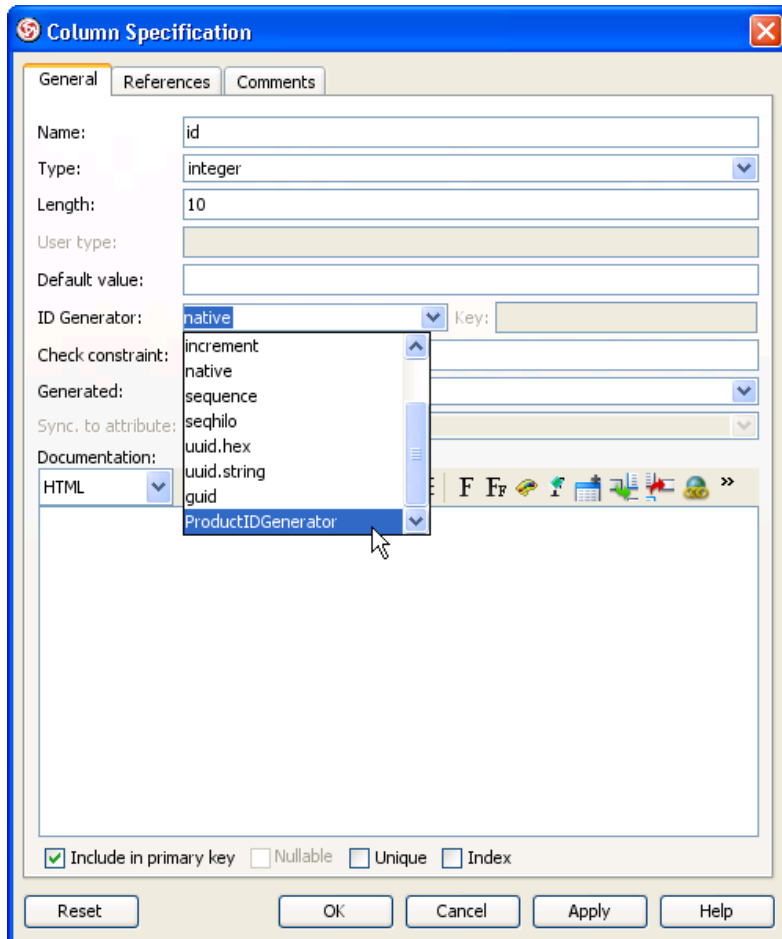 Column Specification
General References Comments
Name: id
Type: integer
Length: 10
User type:
Default value:
ID Generator: native Key:
increment
Check constraint:
native
Generated:
sequence
seqhilo
Sync. to attribute:
uuid.hex
Documentation:
uuid.string
HTML
guid
F FF »
ProductIDGenerator
Include in primary key Nullable Unique Index
Reset OK Cancel Apply Help